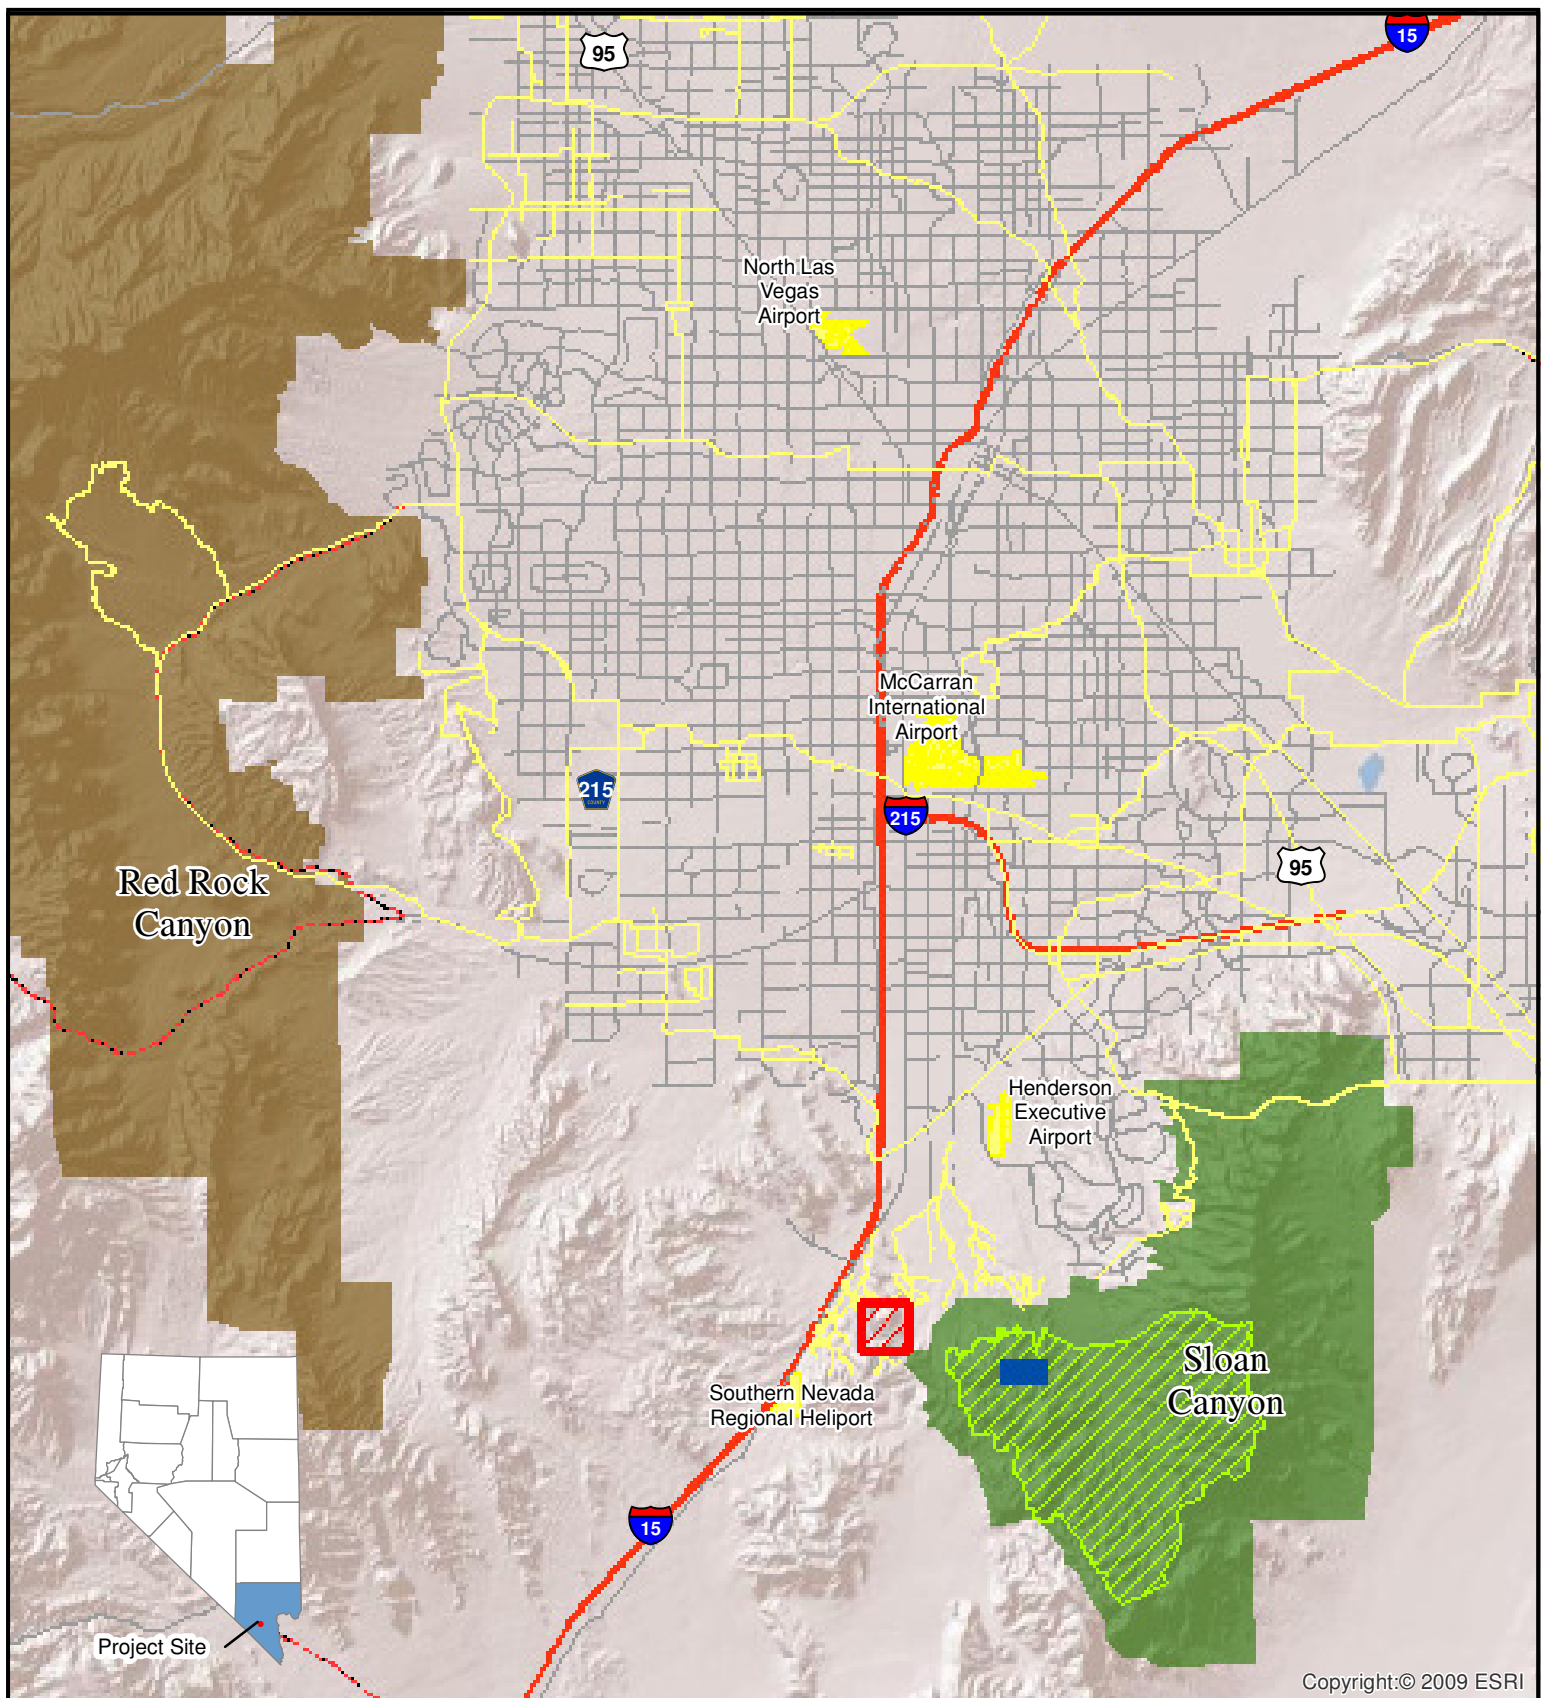 95
15
North Las
Vegas
Airport
McCarran
International
Airport
215
COUNTY
215
95
Red Rock
Canyon
Henderson
Executive
Airport
Sloan
Canyon
Southern Nevada
Regional Heliport
15
Project Site
Copyright:© 2009 ESRI